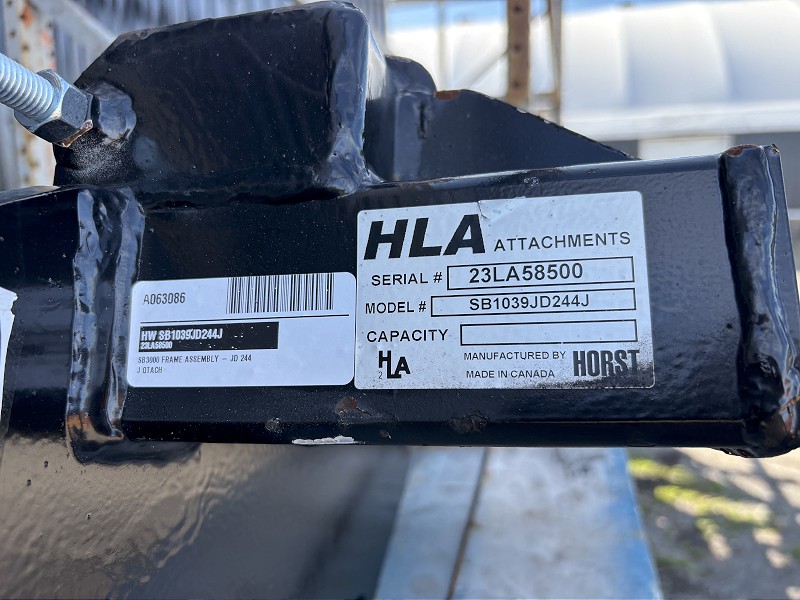 A063086
HW SB1039JD244J
23LA58500
SB3000 FRAME ASSEMBLY - JD 244
J QTACH
HLA ATTACHMENTS
SERIAL # 23LA58500
MODEL # SB1039JD244J
CAPACITY
HLA
MANUFACTURED BY HORST
MADE IN CANADA